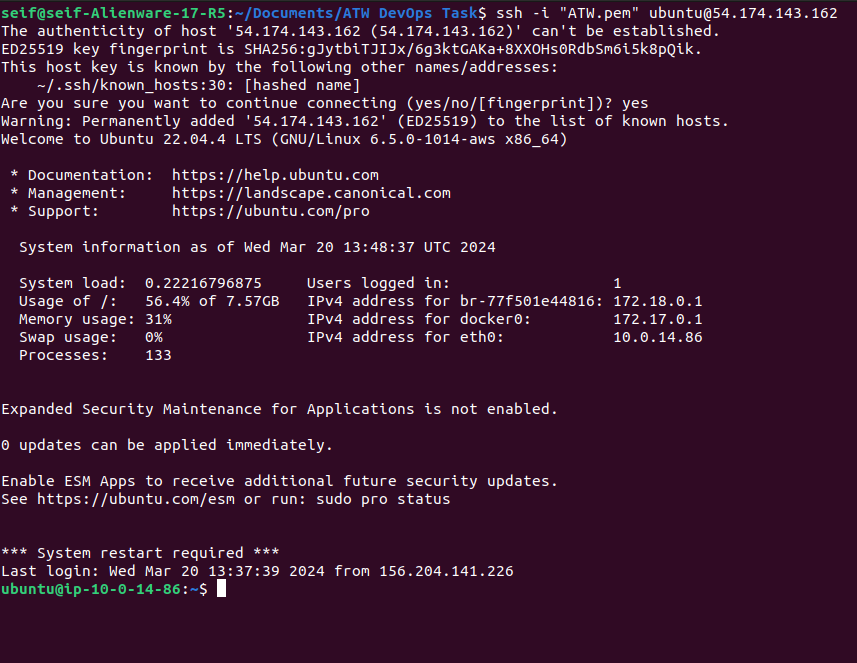 seif@seif-Alienware-17-R5:~/Documents/ATW DevOps Task$ ssh -i "ATW.pem" ubuntu@54.174.143.162
The authenticity of host '54.174.143.162 (54.174.143.162)' can't be established.
ED25519 key fingerprint is SHA256:gJytbiTJIJx/6g3ktGAKa+8XXOHs0RdbSm6i5k8pQik.
This host key is known by the following other names/addresses:
    ~/.ssh/known_hosts:30: [hashed name]
Are you sure you want to continue connecting (yes/no/[fingerprint])? yes
Warning: Permanently added '54.174.143.162' (ED25519) to the list of known hosts.
Welcome to Ubuntu 22.04.4 LTS (GNU/Linux 6.5.0-1014-aws x86_64)

 * Documentation:  https://help.ubuntu.com
 * Management:     https://landscape.canonical.com
 * Support:        https://ubuntu.com/pro

  System information as of Wed Mar 20 13:48:37 UTC 2024

  System load:  0.22216796875     Users logged in:                  1
  Usage of /:   56.4% of 7.57GB   IPv4 address for br-77f501e44816: 172.18.0.1
  Memory usage: 31%               IPv4 address for docker0:         172.17.0.1
  Swap usage:   0%                IPv4 address for eth0:            10.0.14.86
  Processes:    133


Expanded Security Maintenance for Applications is not enabled.

0 updates can be applied immediately.

Enable ESM Apps to receive additional future security updates.
See https://ubuntu.com/esm or run: sudo pro status


*** System restart required ***
Last login: Wed Mar 20 13:37:39 2024 from 156.204.141.226
ubuntu@ip-10-0-14-86:~$